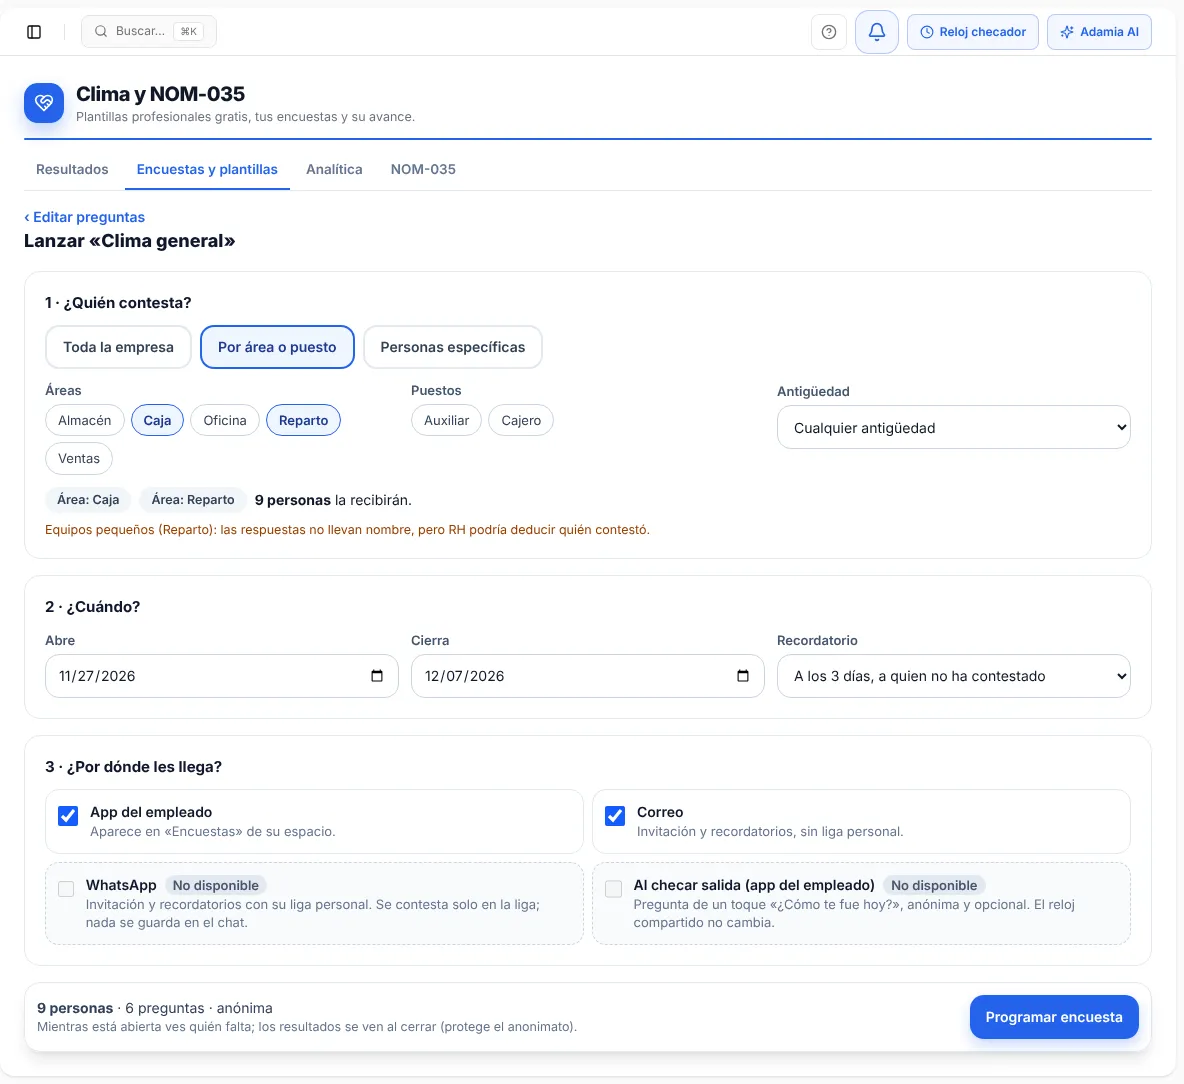 Buscar... ⌘K
Reloj checador
Adamia AI
Clima y NOM-035
Plantillas profesionales gratis, tus encuestas y su avance.
Resultados Encuestas y plantillas Analítica NOM-035
‹ Editar preguntas
Lanzar «Clima general»
1 · ¿Quién contesta?
Toda la empresa Por área o puesto Personas específicas
Áreas
Almacén Caja Oficina Reparto
Ventas
Puestos
Auxiliar Cajero
Antigüedad
Cualquier antigüedad
Área: Caja Área: Reparto 9 personas la recibirán.
Equipos pequeños (Reparto): las respuestas no llevan nombre, pero RH podría deducir quién contestó.
2 · ¿Cuándo?
Abre
11/27/2026
Cierra
12/07/2026
Recordatorio
A los 3 días, a quien no ha contestado
3 · ¿Por dónde les llega?
App del empleado
Aparece en «Encuestas» de su espacio.
Correo
Invitación y recordatorios, sin liga personal.
WhatsApp No disponible
Invitación y recordatorios con su liga personal. Se contesta solo en la liga;
nada se guarda en el chat.
Al checar salida (app del empleado) No disponible
Pregunta de un toque «¿Cómo te fue hoy?», anónima y opcional. El reloj
compartido no cambia.
9 personas · 6 preguntas · anónima
Mientras está abierta ves quién falta; los resultados se ven al cerrar (protege el anonimato).
Programar encuesta